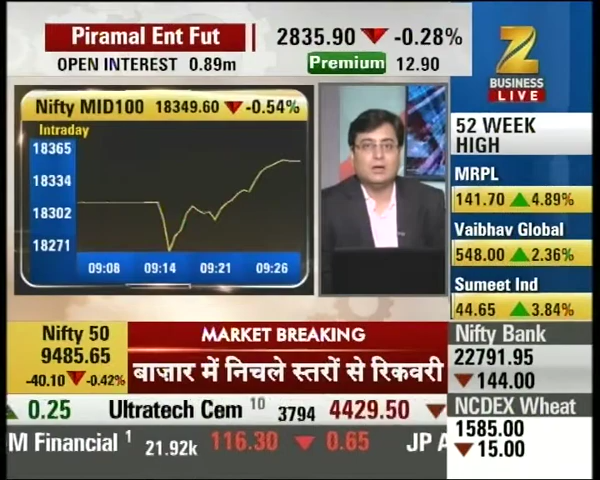 Piramal Ent Fut
2835.90 -0.28%
OPEN INTEREST 0.89m
Premium 12.90
Z
BUSINESS
LIVE
Nifty MID100 18349.60 -0.54%
Intraday
18365
18334
18302
18271
09:08 09:14 09:21 09:26
52 WEEK
HIGH
MRPL
141.70 4.89%
Vaibhav Global
548.00 2.36%
Sumeet Ind
44.65 3.84%
Nifty 50
9485.65
-40.10 -0.42%
MARKET BREAKING
बाजार में निचले स्तरों से रिकवरी
Nifty Bank
22791.95
144.00
NCDEX Wheat
1585.00
15.00
0.25 Ultratech Cem 10 3794 4429.50
M Financial 1 21.92k 116.30 0.65 JP A